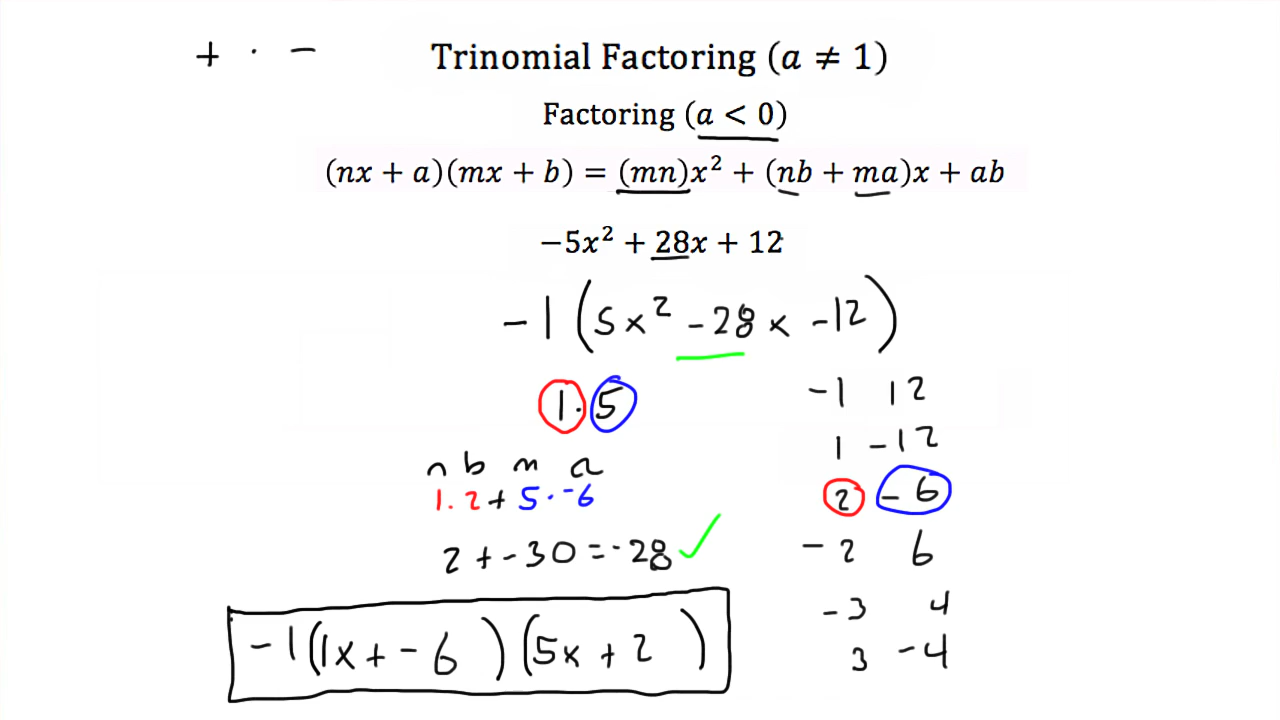 + · −
Trinomial Factoring (a ≠ 1)
Factoring (a < 0)
(nx + a)(mx + b) = (mn)x² + (nb + ma)x + ab
−5x² + 28x + 12
−1(5x² −28x −12)
1·5
−1 12
1 −12
2 −6
−2 6
−3 4
3 −4
n b m a
1·2+5·−6
2+−30=−28✓
−1(1x+−6)(5x+2)